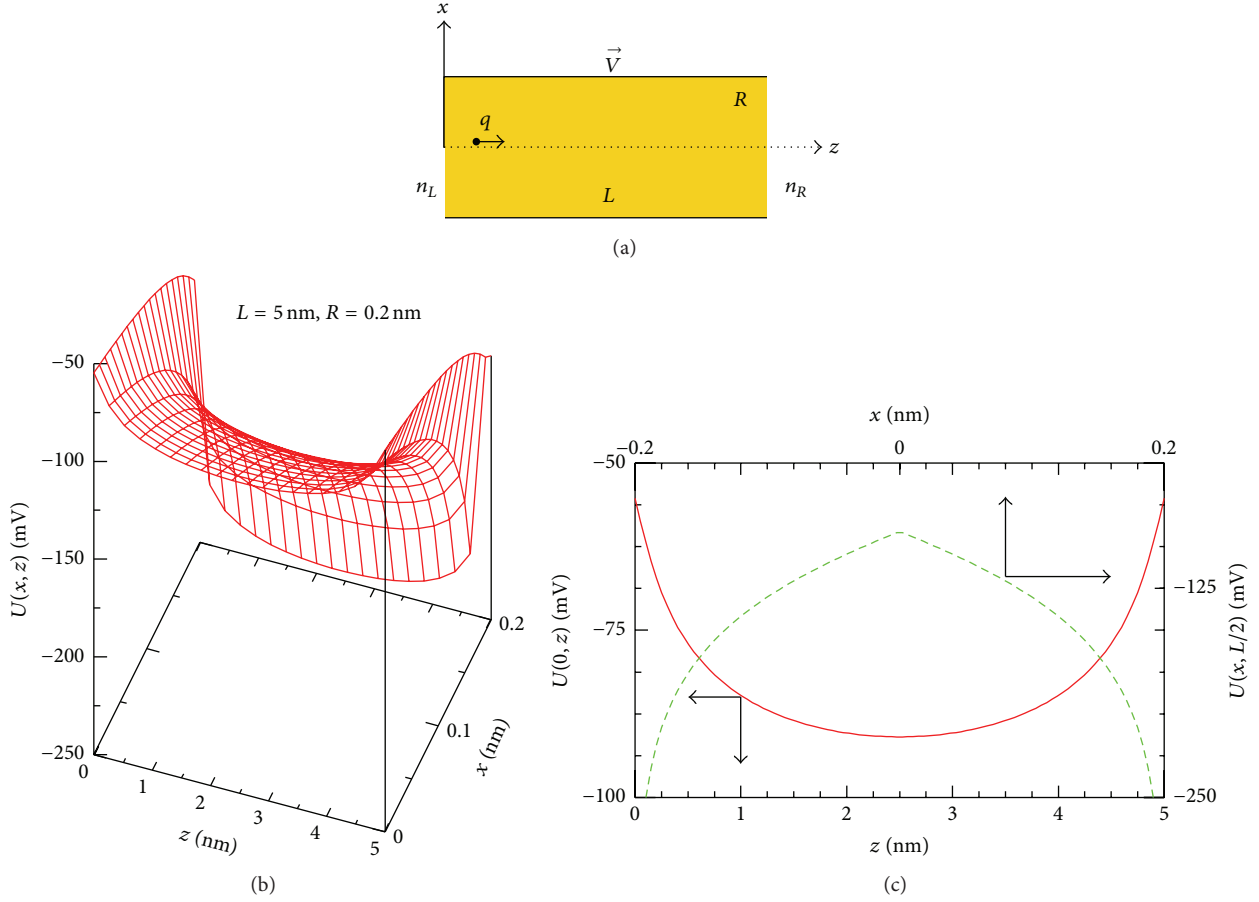 x
V
R
q
z
n_L
L
n_R
(a)
L = 5 nm, R = 0.2 nm
−50
−100
−150
−200
−250
U(x, z) (mV)
0
1
2
3
4
5
z (nm)
0
0.1
0.2
x (nm)
(b)
x (nm)
−0.2
0
0.2
−50
−75
−100
U(0, z) (mV)
−125
−250
U(x, L/2) (mV)
0
1
2
3
4
5
z (nm)
(c)